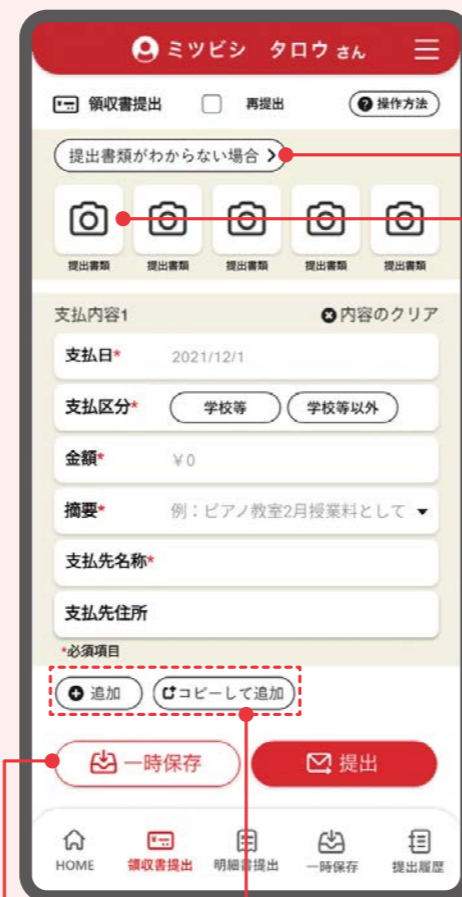 ミツビシ タロウ さん
領収書提出 再提出 ? 操作方法
提出書類がわからない場合 >
提出書類 提出書類 提出書類 提出書類 提出書類
支払内容1 内容のクリア
支払日* 2021/12/1
支払区分* 学校等 学校等以外
金額* ¥0
摘要* 例：ピアノ教室2月授業料として
支払先名称*
支払先住所
*必須項目
追加 コピーして追加
一時保存 提出
HOME 領収書提出 明細書提出 一時保存 提出履歴